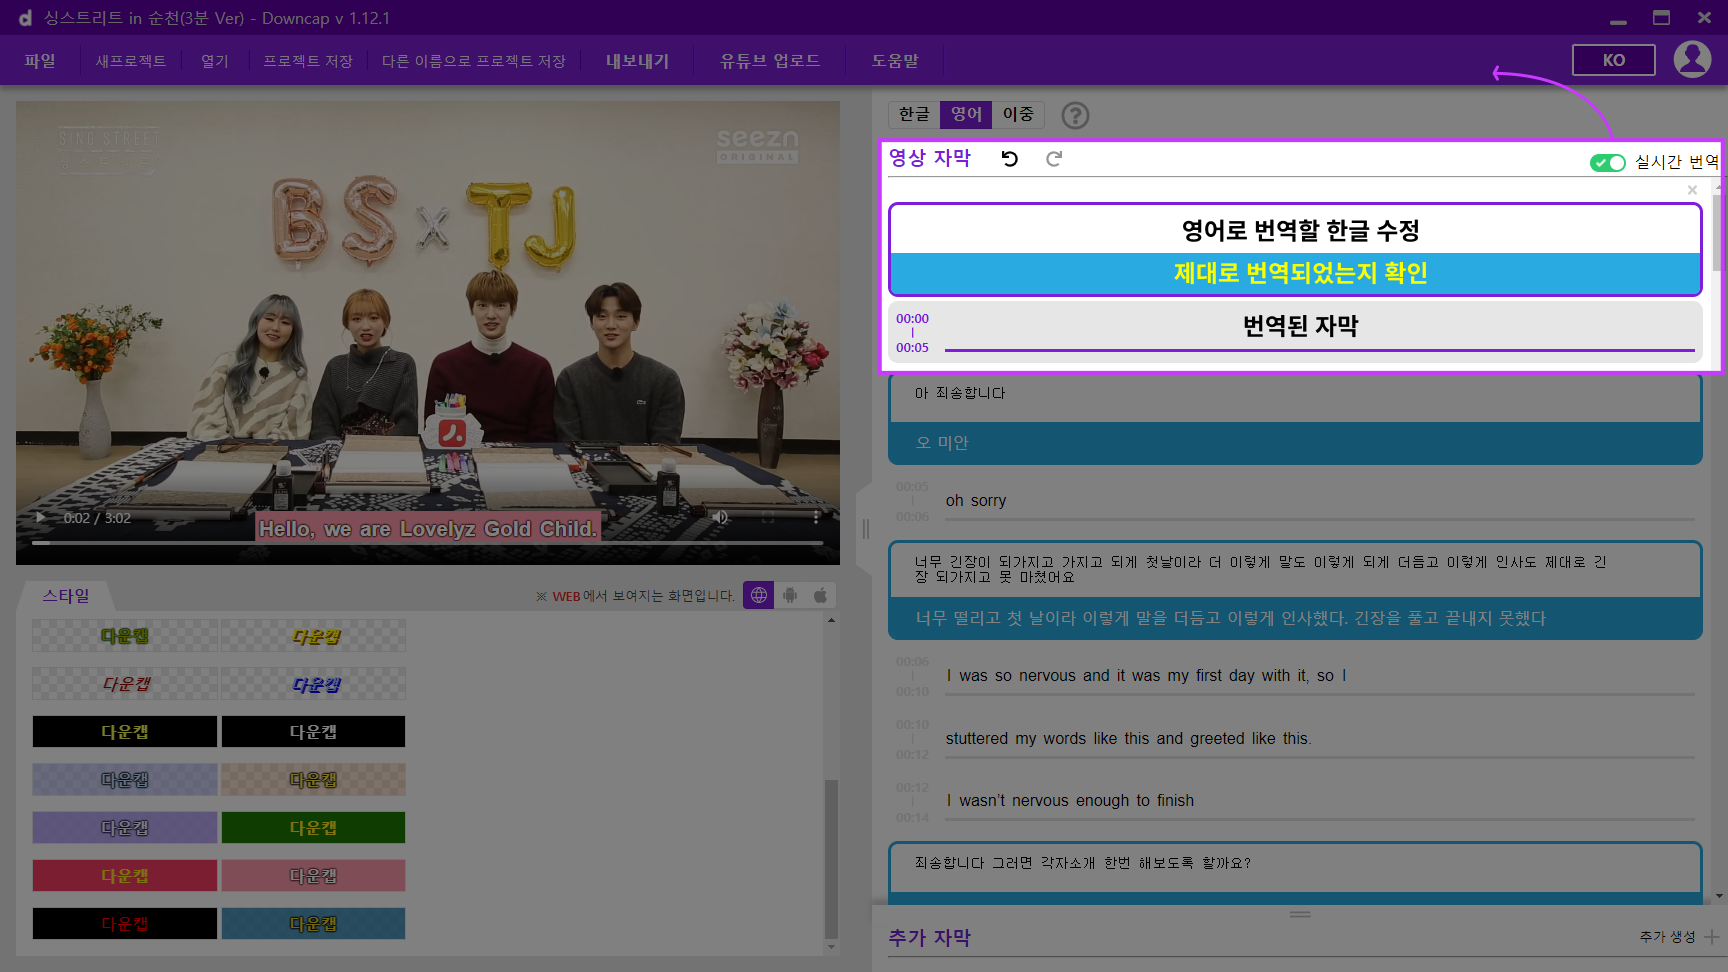 싱스트리트 in 순천(3분 Ver) - Downcap v 1.12.1
파일 새프로젝트 열기 프로젝트 저장 다른 이름으로 프로젝트 저장 내보내기 유튜브 업로드 도움말 KO
SING STREET
seezn
ORIGINAL
BS x TJ
0:02 / 3:02
Hello, we are Lovelyz Gold Child.
스타일
※ WEB에서 보여지는 화면입니다.
다운캡 다운캡
다운캡 다운캡
다운캡 다운캡
다운캡 다운캡
다운캡 다운캡
다운캡 다운캡
다운캡 다운캡
한글 영어 이중 ?
영상 자막 실시간 번역
영어로 번역할 한글 수정
제대로 번역되었는지 확인
00:00
00:05
번역된 자막
아 죄송합니다
오 미안
00:05
00:06
oh sorry
너무 긴장이 되가지고 가지고 되게 첫날이라 더 이렇게 말도 이렇게 되게 더듬고 이렇게 인사도 제대로 긴
장 되가지고 못 마쳤어요
너무 떨리고 첫 날이라 이렇게 말을 더듬고 이렇게 인사했다. 긴장을 풀고 끝내지 못했다
00:06
00:10
I was so nervous and it was my first day with it, so I
00:10
00:12
stuttered my words like this and greeted like this.
00:12
00:14
I wasn't nervous enough to finish
죄송합니다 그러면 각자소개 한번 해보도록 할까요?
추가 자막 추가 생성